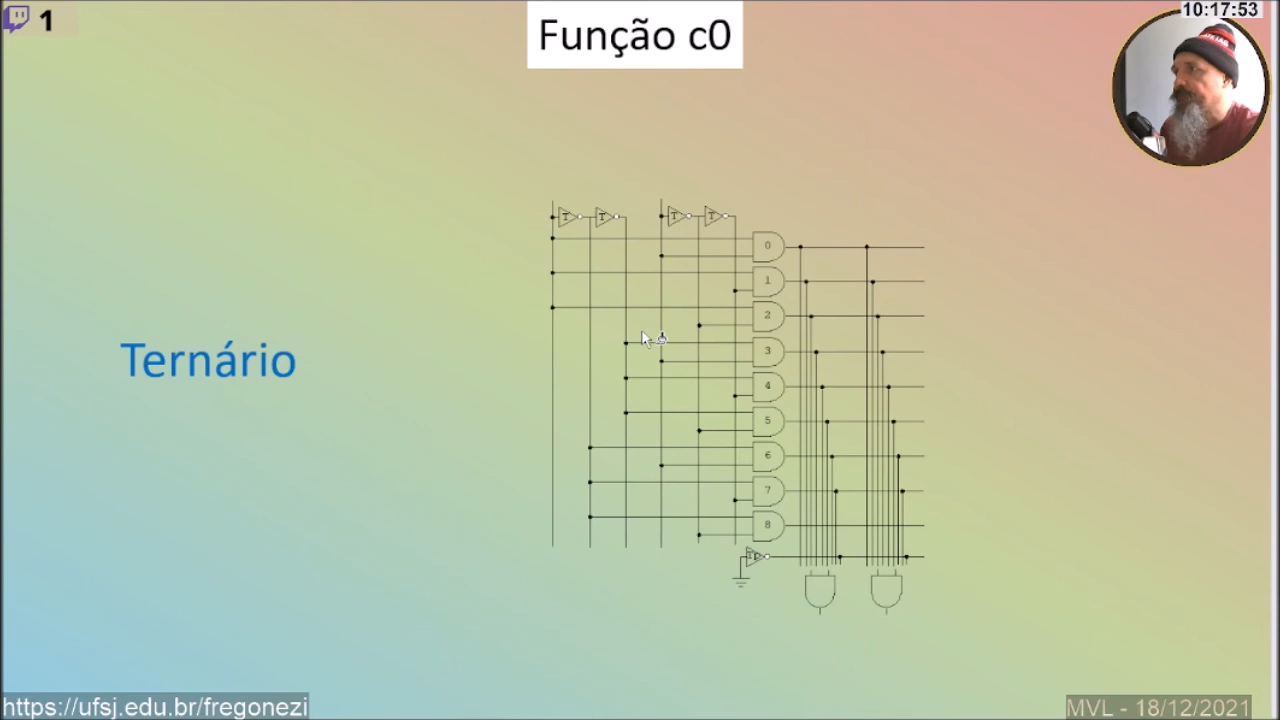 1
10:17:53
Função c0
T T T T
0
1
2
Ternário
3
4
5
6
7
8
https://ufsj.edu.br/fregonezi
MVL - 18/12/2021